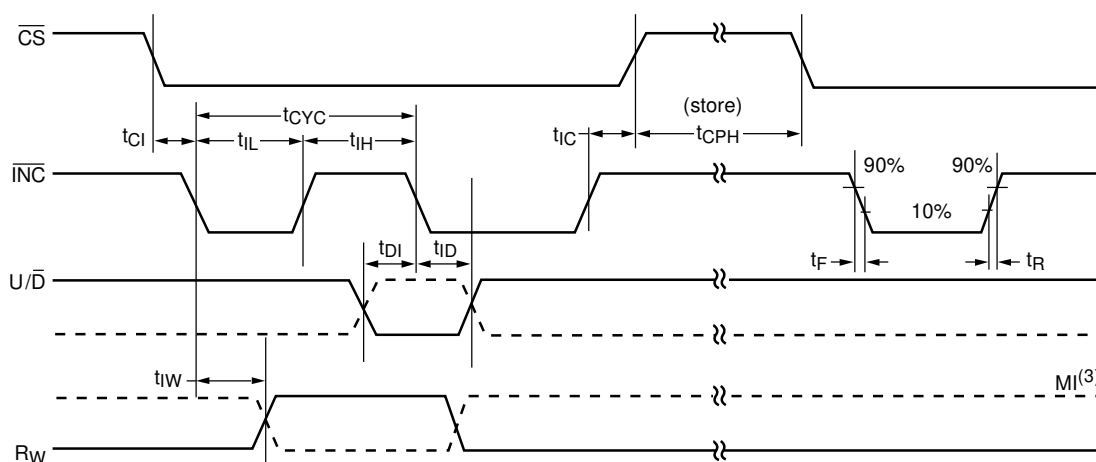 CS
(store)
tCYC
tCI
tIL
tIH
tIC
tCPH
INC
90%
90%
10%
tDI
tID
tF
tR
U/D
tIW
MI(3)
RW